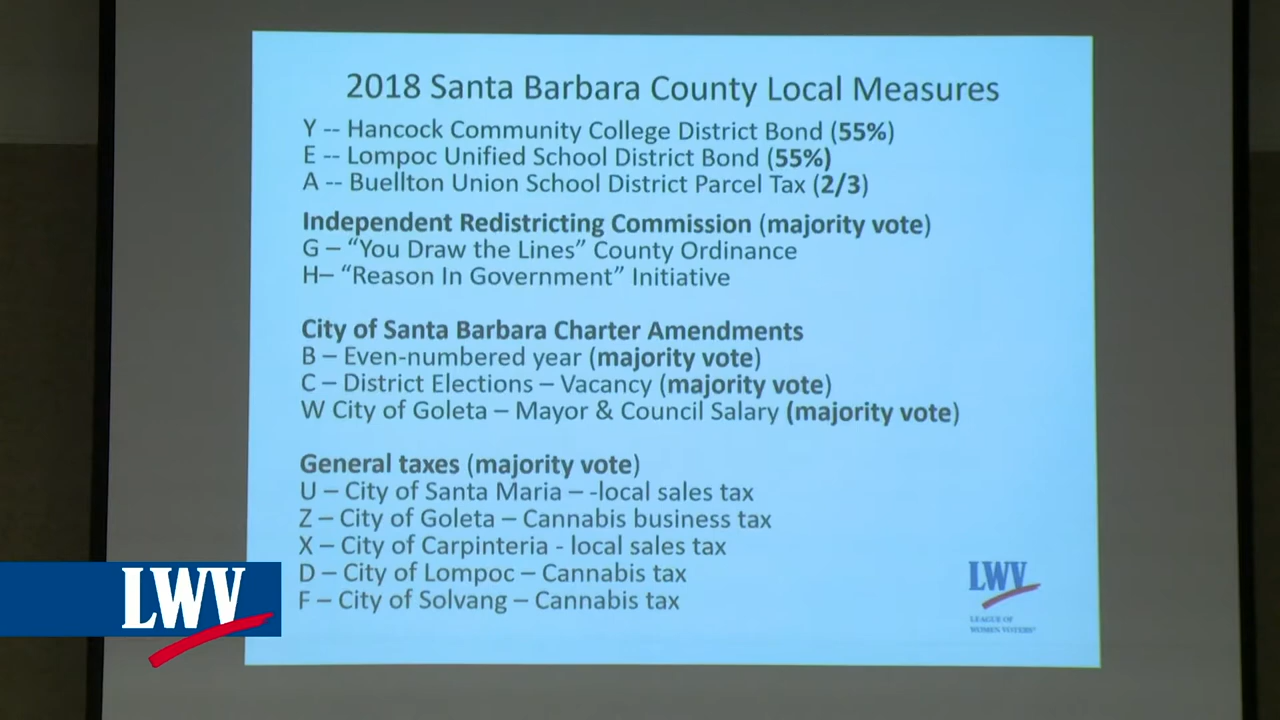 2018 Santa Barbara County Local Measures
Y -- Hancock Community College District Bond (55%)
E -- Lompoc Unified School District Bond (55%)
A -- Buellton Union School District Parcel Tax (2/3)
Independent Redistricting Commission (majority vote)
G – “You Draw the Lines” County Ordinance
H– “Reason In Government” Initiative
City of Santa Barbara Charter Amendments
B – Even-numbered year (majority vote)
C – District Elections – Vacancy (majority vote)
W City of Goleta – Mayor & Council Salary (majority vote)
General taxes (majority vote)
U – City of Santa Maria – -local sales tax
Z – City of Goleta – Cannabis business tax
X – City of Carpinteria - local sales tax
D – City of Lompoc – Cannabis tax
F – City of Solvang – Cannabis tax
LWV
LEAGUE OF
WOMEN VOTERS®
LWV